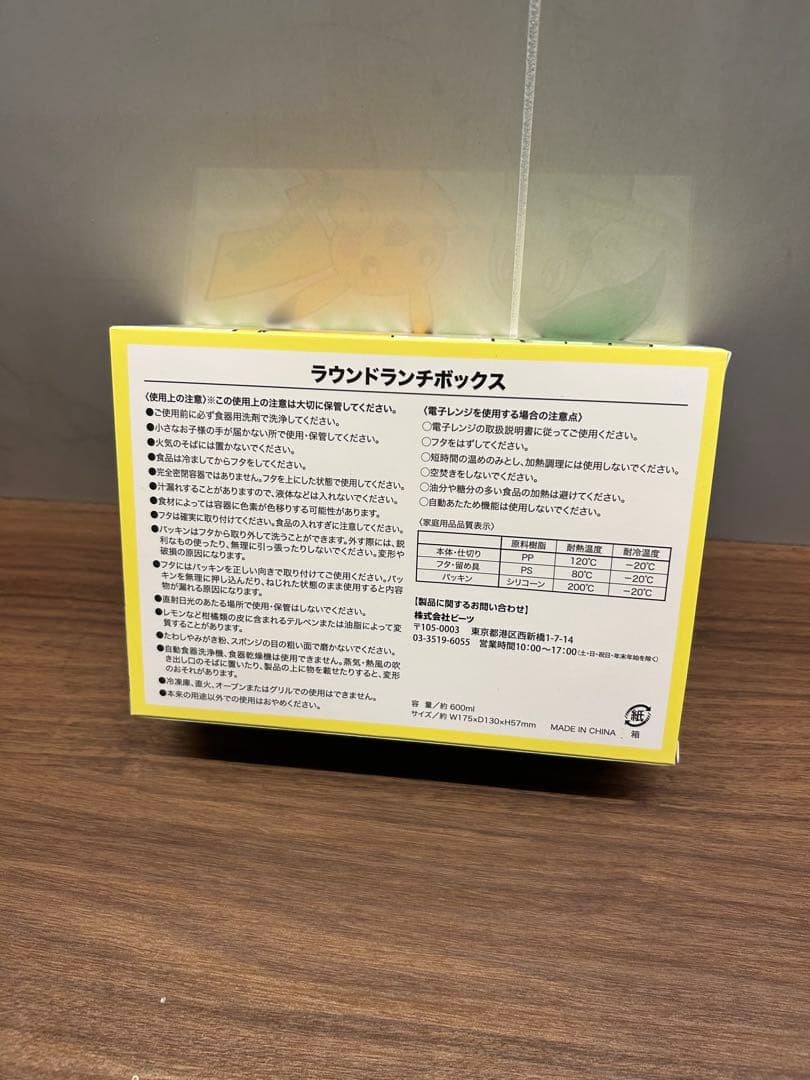 ラウンドランチボックス
〈使用上の注意〉※この使用上の注意は大切に保管してください。
●ご使用前に必ず食器用洗剤で洗浄してください。
●小さなお子様の手が届かない所で使用・保管してください。
●火気のそばには置かないでください。
●食品は冷ましてからフタをしてください。
●完全密閉容器ではありません。フタを上にした状態で使用してください。
●汁漏れすることがありますので、液体などは入れないでください。
●食材によっては容器に色素が色移りする可能性があります。
●フタは確実に取り付けてください。食品の入れすぎに注意してください。
●パッキンはフタから取り外して洗うことができます。外す際には、鋭
利なもの使ったり、無理に引っ張ったりしないでください。変形や
破損の原因になります。
●フタにはパッキンを正しい向きで取り付けてご使用ください。パッ
キンを無理に押し込んだり、ねじれた状態のまま使用すると内容
物が漏れる原因になります。
●直射日光のあたる場所で使用・保管はしないでください。
●レモンなど柑橘類の皮に含まれるテルペンまたは油脂によって変
質することがあります。
●たわしやみがき粉、スポンジの目の粗い面で磨かないでください。
●自動食器洗浄機、食器乾燥機は使用できません。蒸気・熱風の吹
き出し口のそばに置いたり、製品の上に物を載せたりすると、変形
のおそれがあります。
●冷凍庫、直火、オーブンまたはグリルでの使用はできません。
●本来の用途以外での使用はおやめください。
〈電子レンジを使用する場合の注意点〉
○電子レンジの取扱説明書に従ってご使用ください。
○フタをはずしてください。
○短時間の温めのみとし、加熱調理には使用しないでください。
○空焚きをしないでください。
○油分や糖分の多い食品の加熱は避けてください。
○自動あたため機能は使用しないでください。
〈家庭用品品質表示〉
原料樹脂 耐熱温度 耐冷温度
本体・仕切り PP 120℃ −20℃
フタ・留め具 PS 80℃ −20℃
パッキン シリコーン 200℃ −20℃
【製品に関するお問い合わせ】
株式会社ピーツ
〒105-0003 東京都港区西新橋1-7-14
03-3519-6055 営業時間10:00〜17:00(土・日・祝日・年末年始を除く)
容 量／約 600ml
サイズ／約 W175×D130×H57mm
MADE IN CHINA
紙
箱